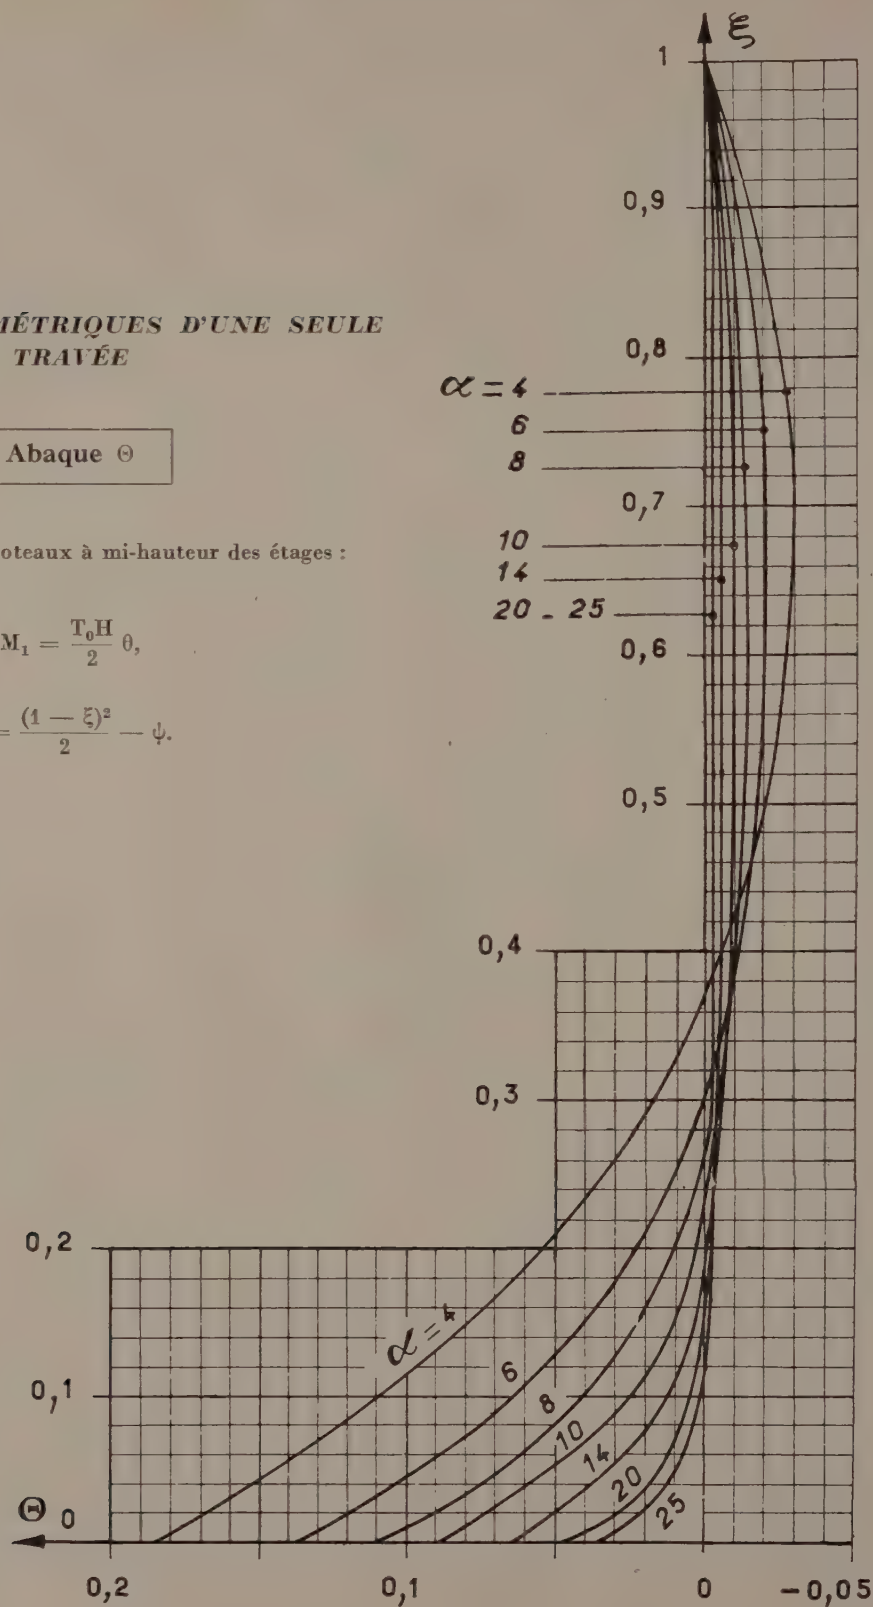 ξ
1
0,9
MÉTRIQUES D'UNE SEULE
TRAVÉE
0,8
α = 4
6
Abaque Θ
8
0,7
oteaux à mi-hauteur des étages :
10
14
20 - 25
M₁ = T₀H/2 θ,
0,6
= (1 — ξ)²/2 — ψ.
0,5
0,4
0,3
0,2
α = 4
6
0,1
8
10
14
20
25
Θ 0
0,2 0,1 0 -0,05